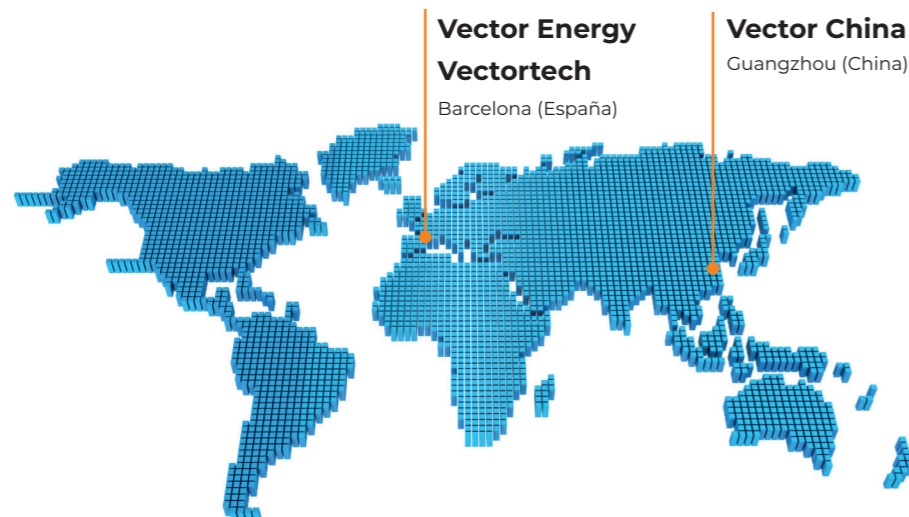 Vector Energy
Vectortech
Barcelona (España)
Vector China
Guangzhou (China)